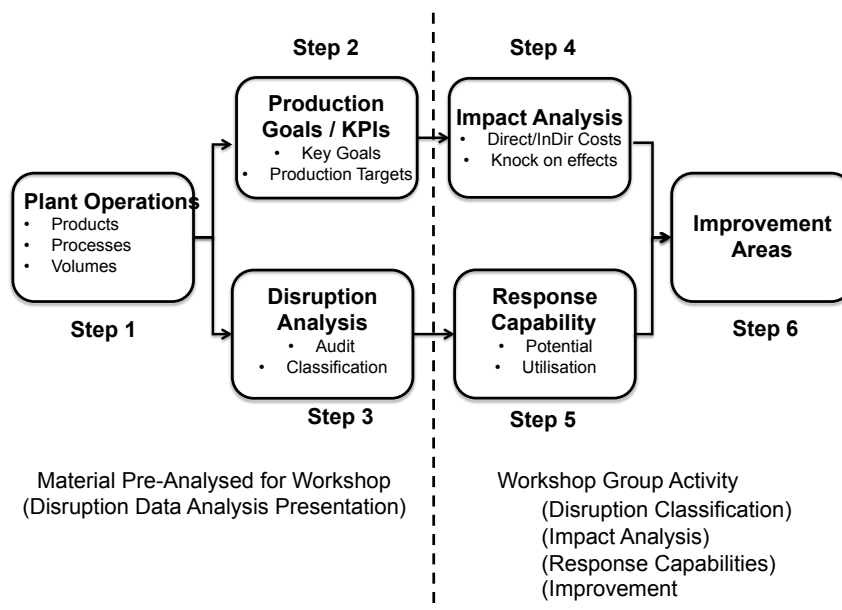 Step 2
Step 4
Production
Goals / KPIs
• Key Goals
• Production Targets
Impact Analysis
• Direct/InDir Costs
• Knock on effects
Plant Operations
• Products
• Processes
• Volumes
Step 1
Improvement
Areas
Step 6
Disruption
Analysis
• Audit
• Classification
Step 3
Response
Capability
• Potential
• Utilisation
Step 5
Material Pre-Analysed for Workshop
(Disruption Data Analysis Presentation)
Workshop Group Activity
(Disruption Classification)
(Impact Analysis)
(Response Capabilities)
(Improvement